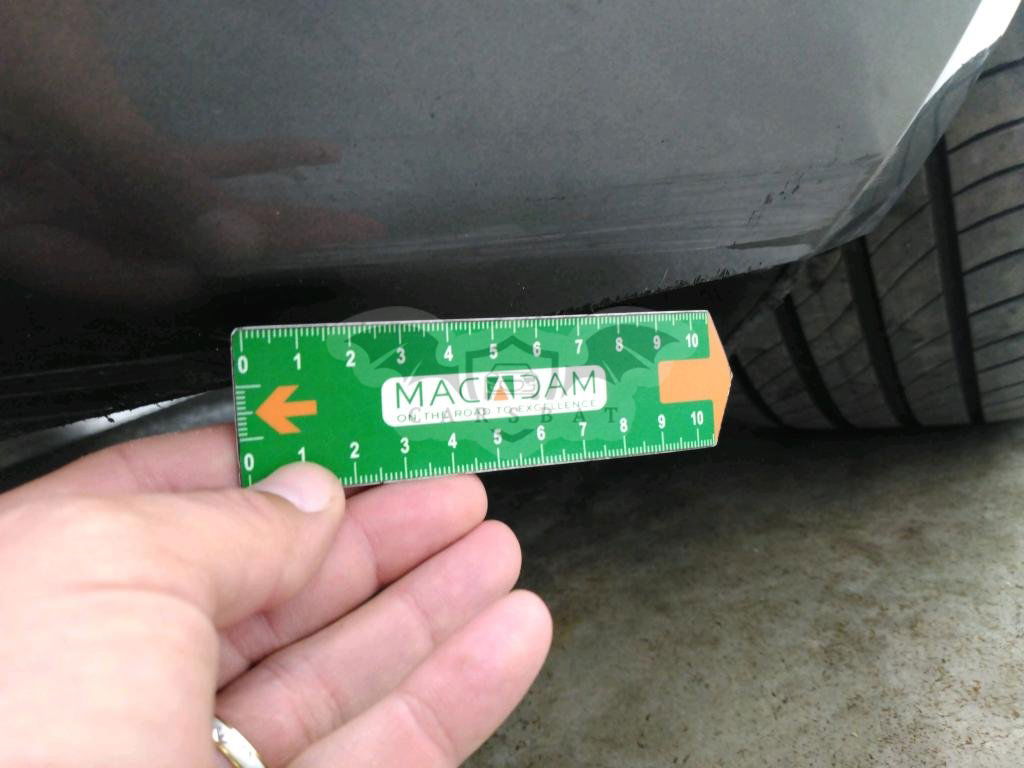 0 1 2 3 4 5 6 7 8 9 10
MACADAM
ON THE ROAD TO EXCELLENCE
CARSBAT
0 1 2 3 4 5 6 7 8 9 10